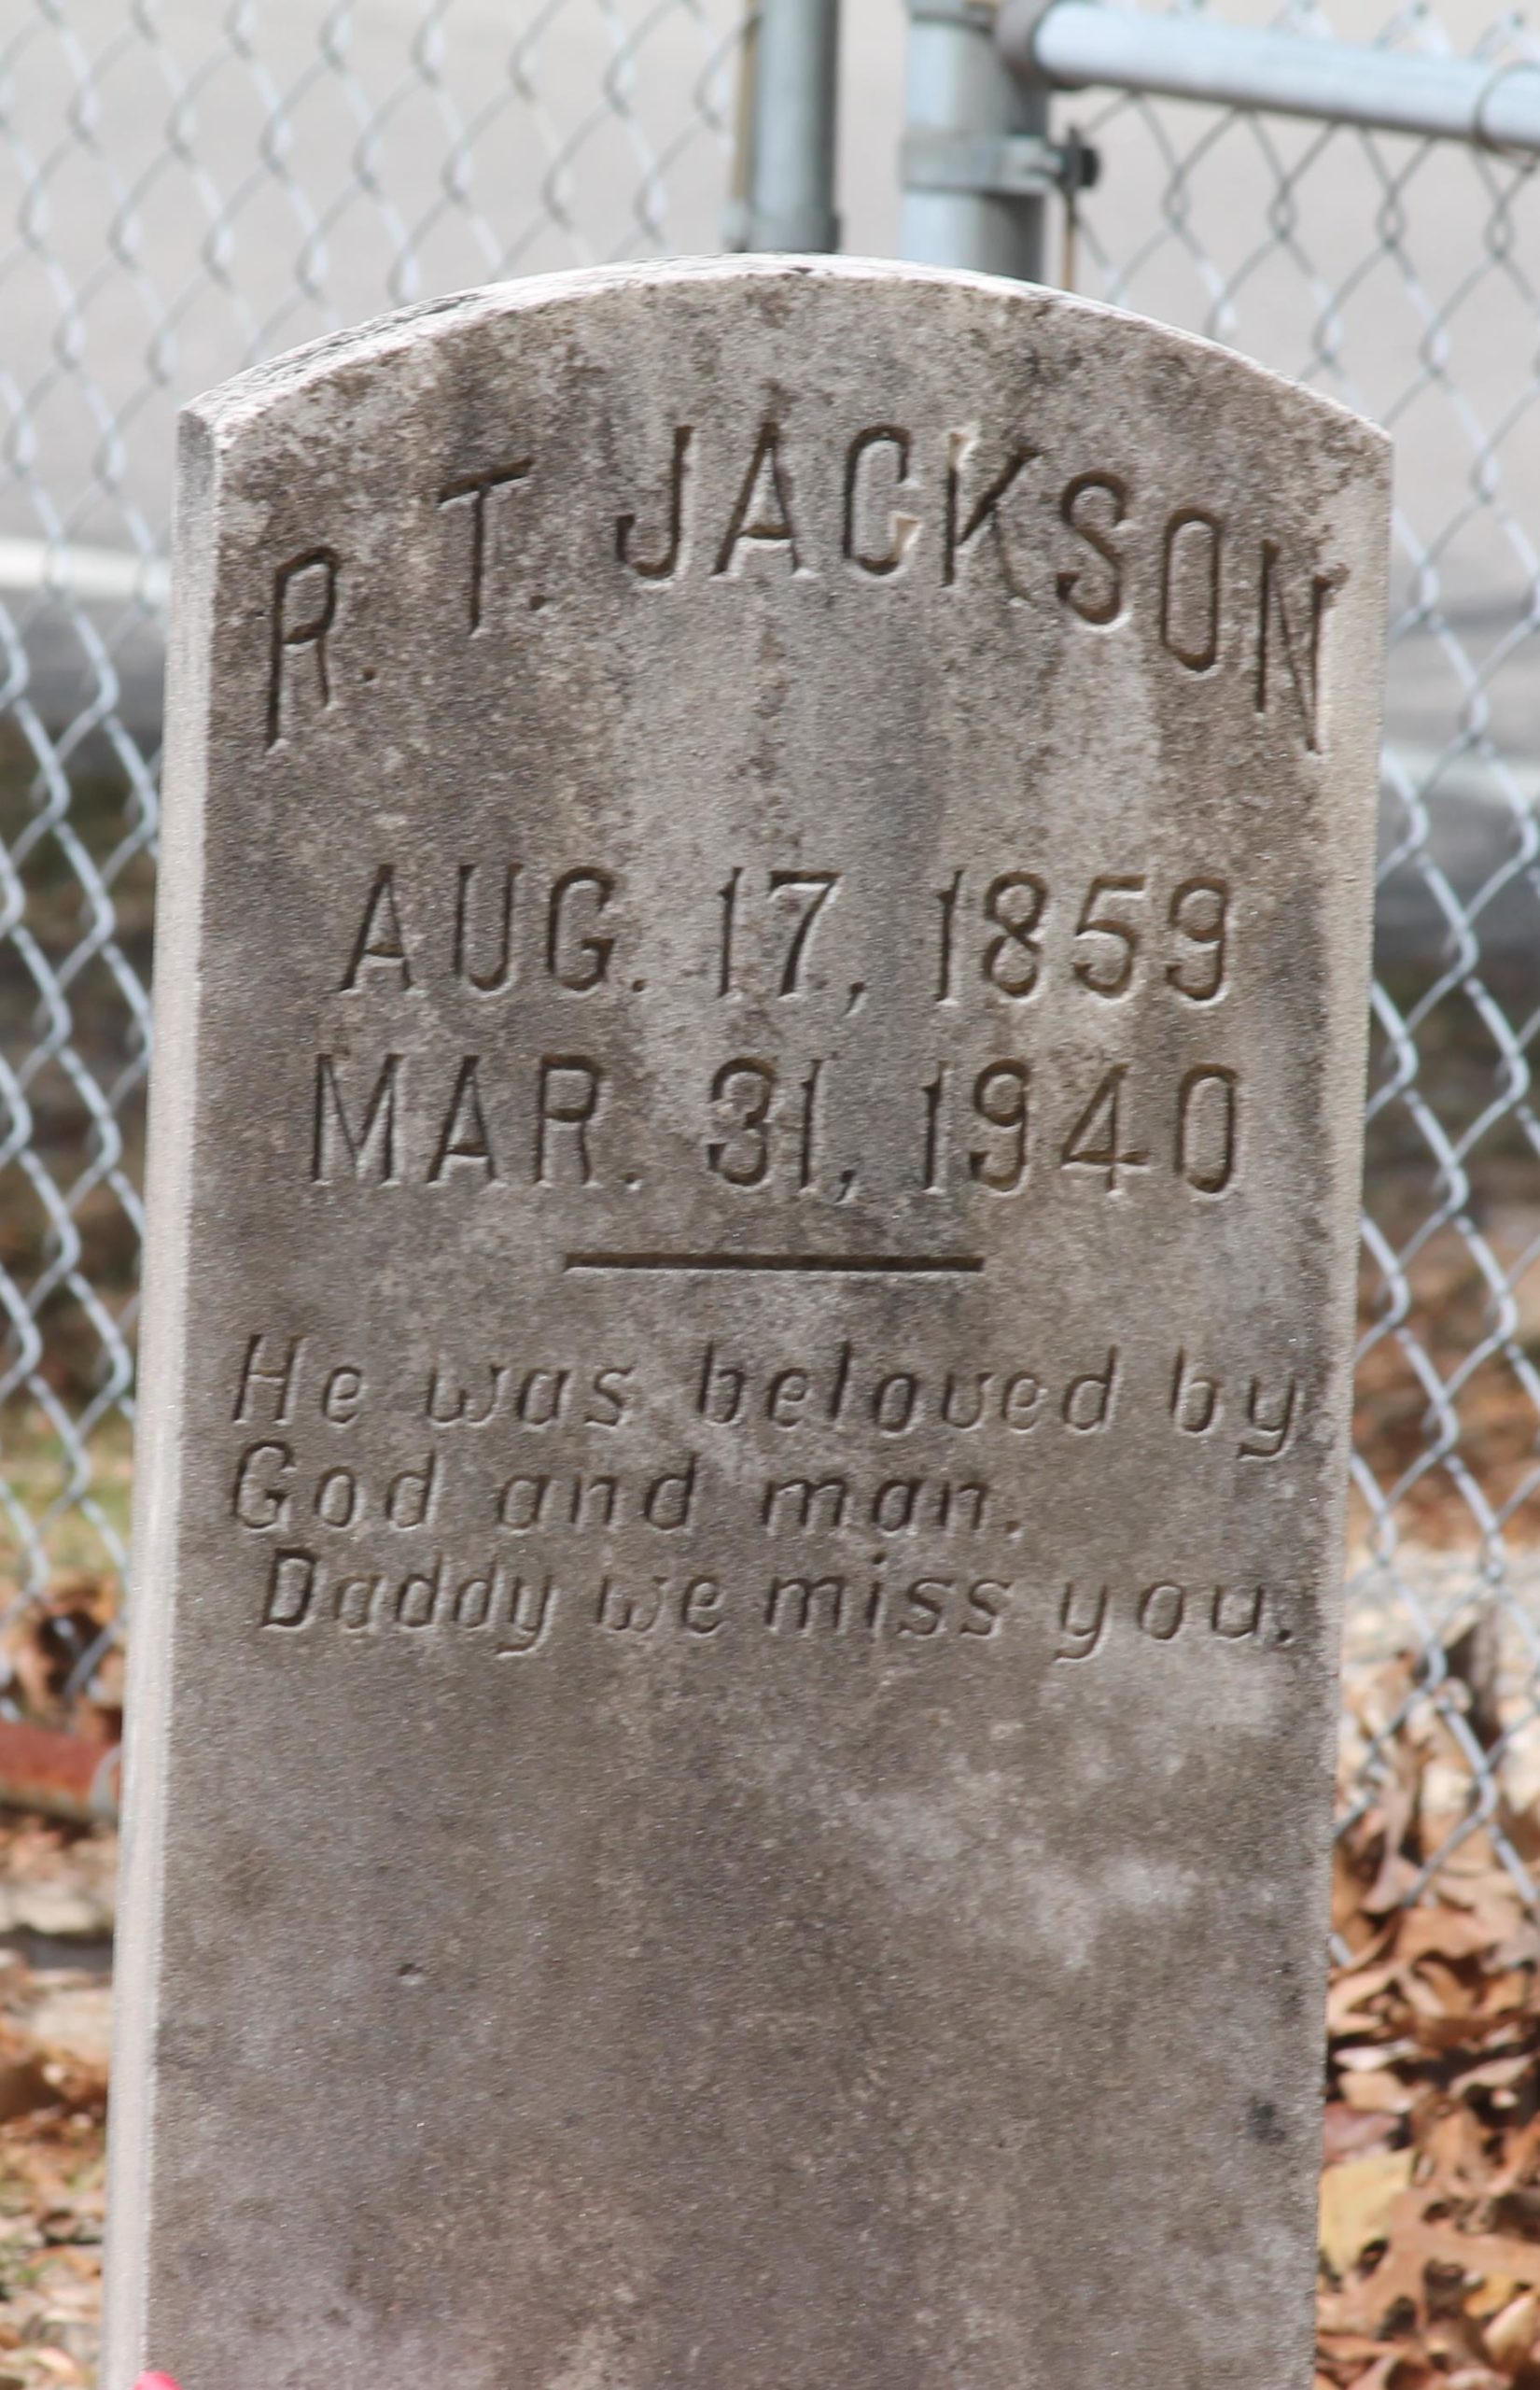 R. T. JACKSON
AUG. 17, 1859
MAR. 31, 1940
He was beloved by
God and man.
Daddy we miss you.